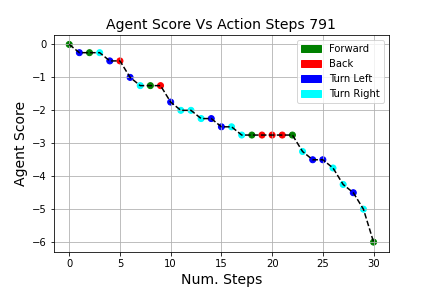 Agent Score Vs Action Steps 791
Forward
Back
Turn Left
Turn Right
Agent Score
0
−1
−2
−3
−4
−5
−6
0 5 10 15 20 25 30
Num. Steps